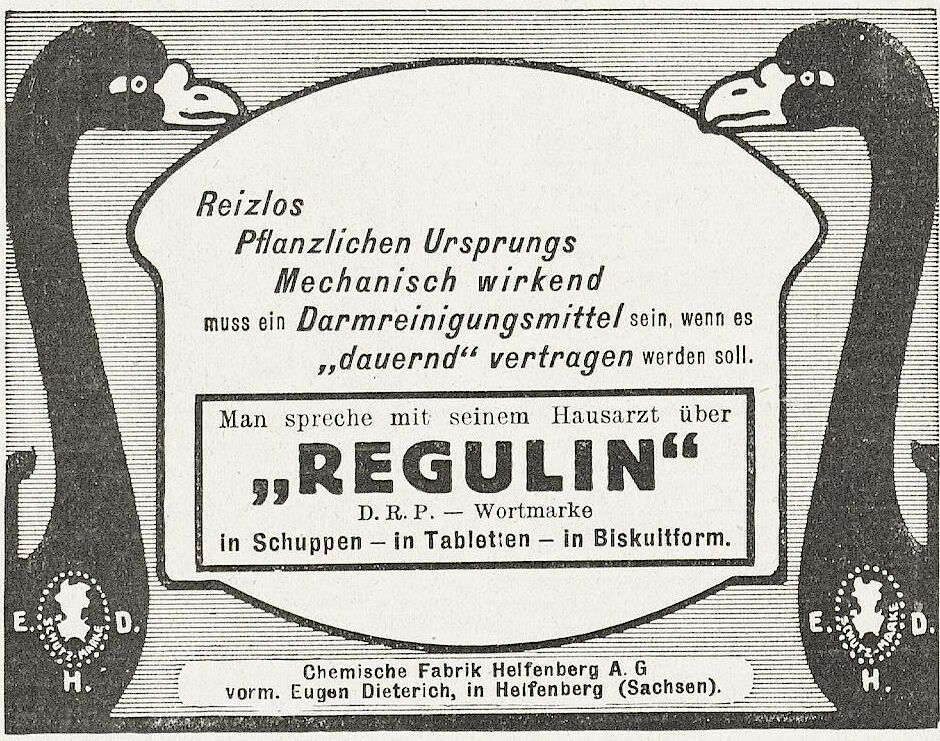 Reizlos
Pflanzlichen Ursprungs
Mechanisch wirkend
muss ein Darmreinigungsmittel sein, wenn es
„dauernd“ vertragen werden soll.
Man spreche mit seinem Hausarzt über
„REGULIN“
D. R. P. — Wortmarke
in Schuppen – in Tabletten – in Biskuitform.
E. D.
SCHUTZ-MARKE
H.
E. D.
SCHUTZ-MARKE
H.
Chemische Fabrik Helfenberg A. G
vorm. Eugen Dieterich, in Helfenberg (Sachsen).